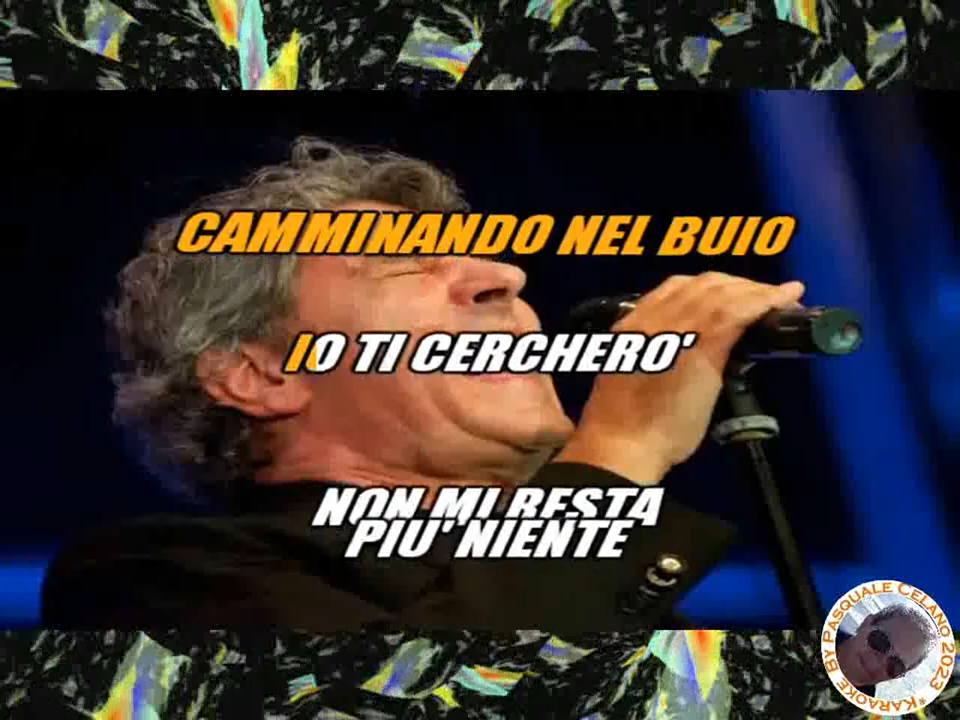 CAMMINANDO NEL BUIO
IO TI CERCHERO'
NON MI RESTA
PIU' NIENTE
*KARAOKE BY PASQUALE CELANO 2023